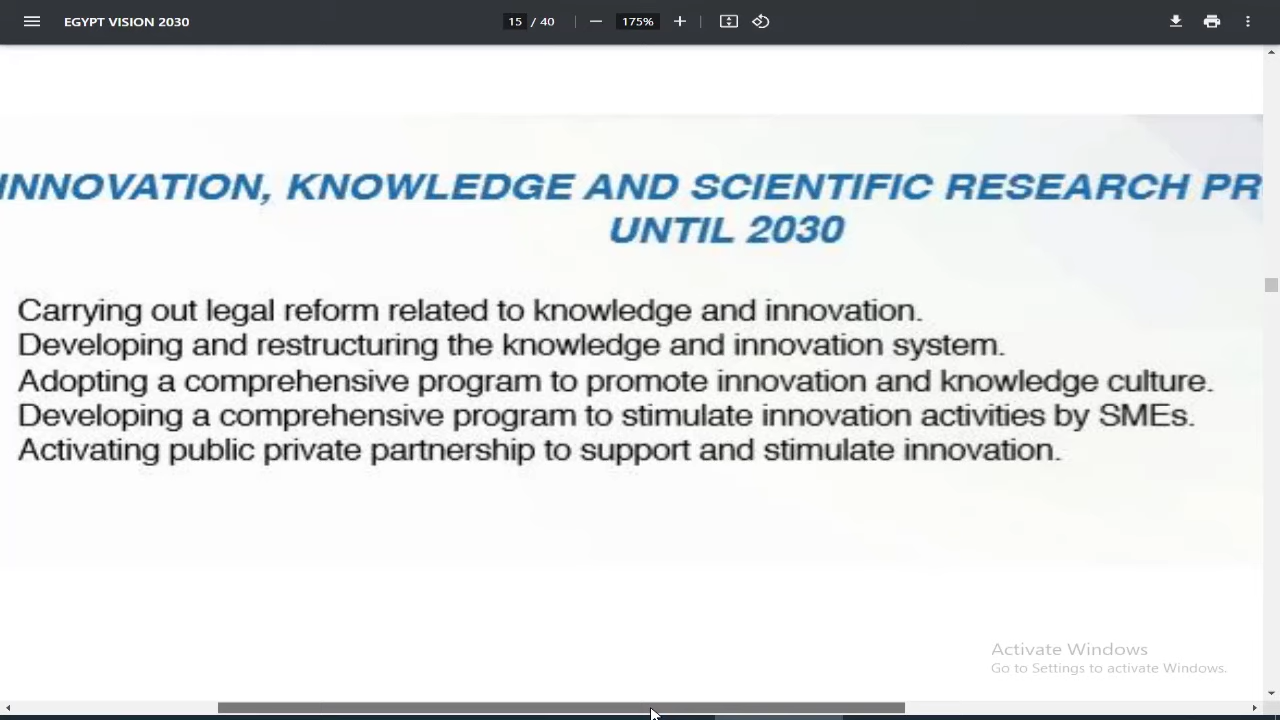 EGYPT VISION 2030
15 / 40
175%
INNOVATION, KNOWLEDGE AND SCIENTIFIC RESEARCH PR
UNTIL 2030
Carrying out legal reform related to knowledge and innovation.
Developing and restructuring the knowledge and innovation system.
Adopting a comprehensive program to promote innovation and knowledge culture.
Developing a comprehensive program to stimulate innovation activities by SMEs.
Activating public private partnership to support and stimulate innovation.
Activate Windows
Go to Settings to activate Windows.